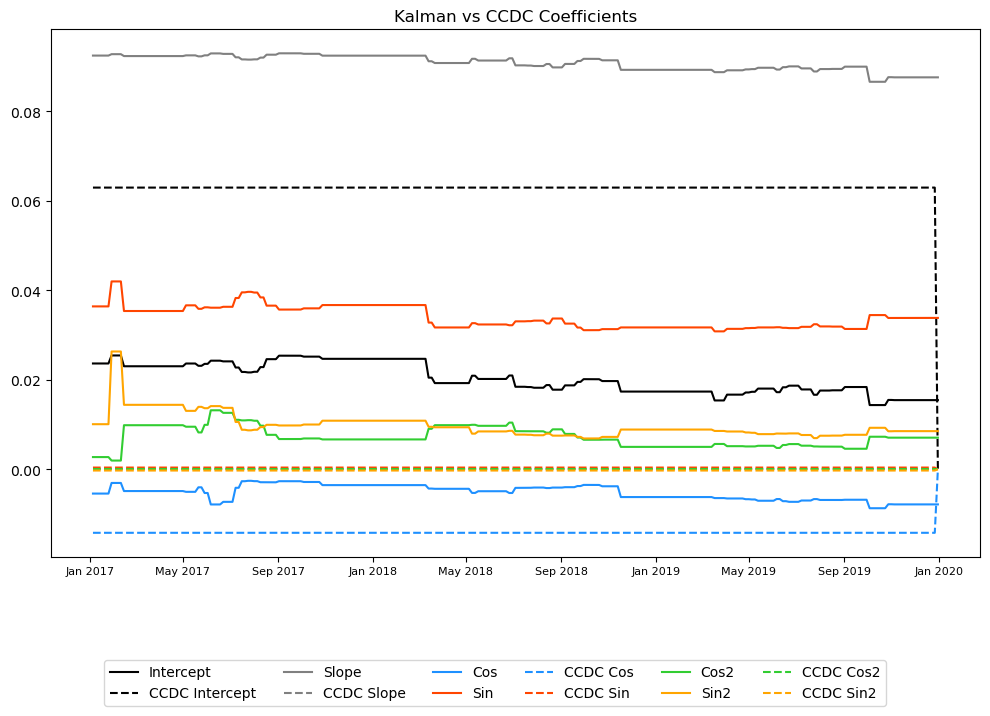 Kalman vs CCDC Coefficients
0.08
0.06
0.04
0.02
0.00
Jan 2017 May 2017 Sep 2017 Jan 2018 May 2018 Sep 2018 Jan 2019 May 2019 Sep 2019 Jan 2020
Intercept Slope Cos CCDC Cos Cos2 CCDC Cos2
CCDC Intercept CCDC Slope Sin CCDC Sin Sin2 CCDC Sin2